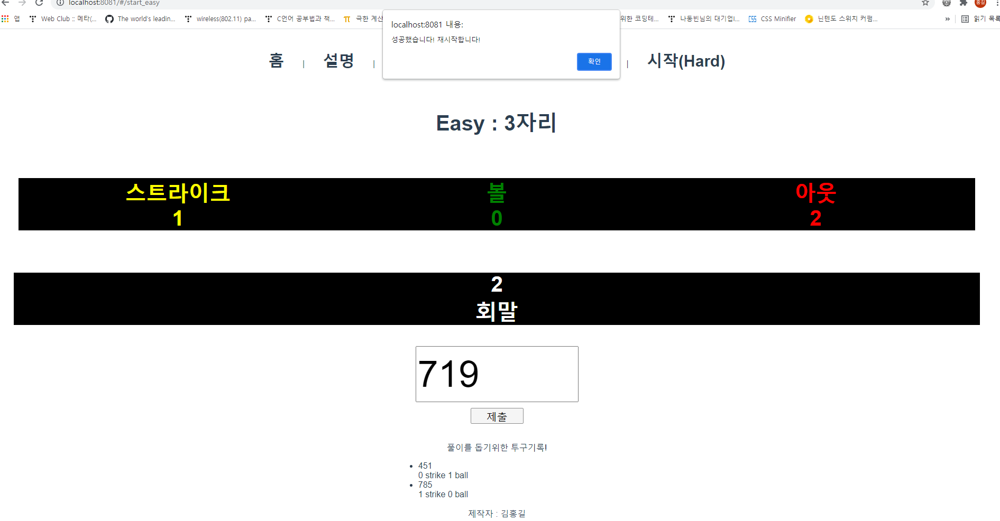 localhost:8081/#/start_easy
앱 Web Club :: 메타(... The world's leadin... wireless(802.11) pa... C언어 공부법과 책... 극한 계산 위한 코딩테... 나동빈님의 대기업I... CSS Minifier 닌텐도 스위치 커펌... » 읽기 목록
localhost:8081 내용:
성공했습니다! 재시작합니다!
확인
홈 | 설명 | | 시작(Hard)
Easy : 3자리
스트라이크 볼 아웃
1 0 2
2
회말
719
제출
풀이를 돕기위한 투구기록!
• 451
0 strike 1 ball
• 785
1 strike 0 ball
제작자 : 김홍길